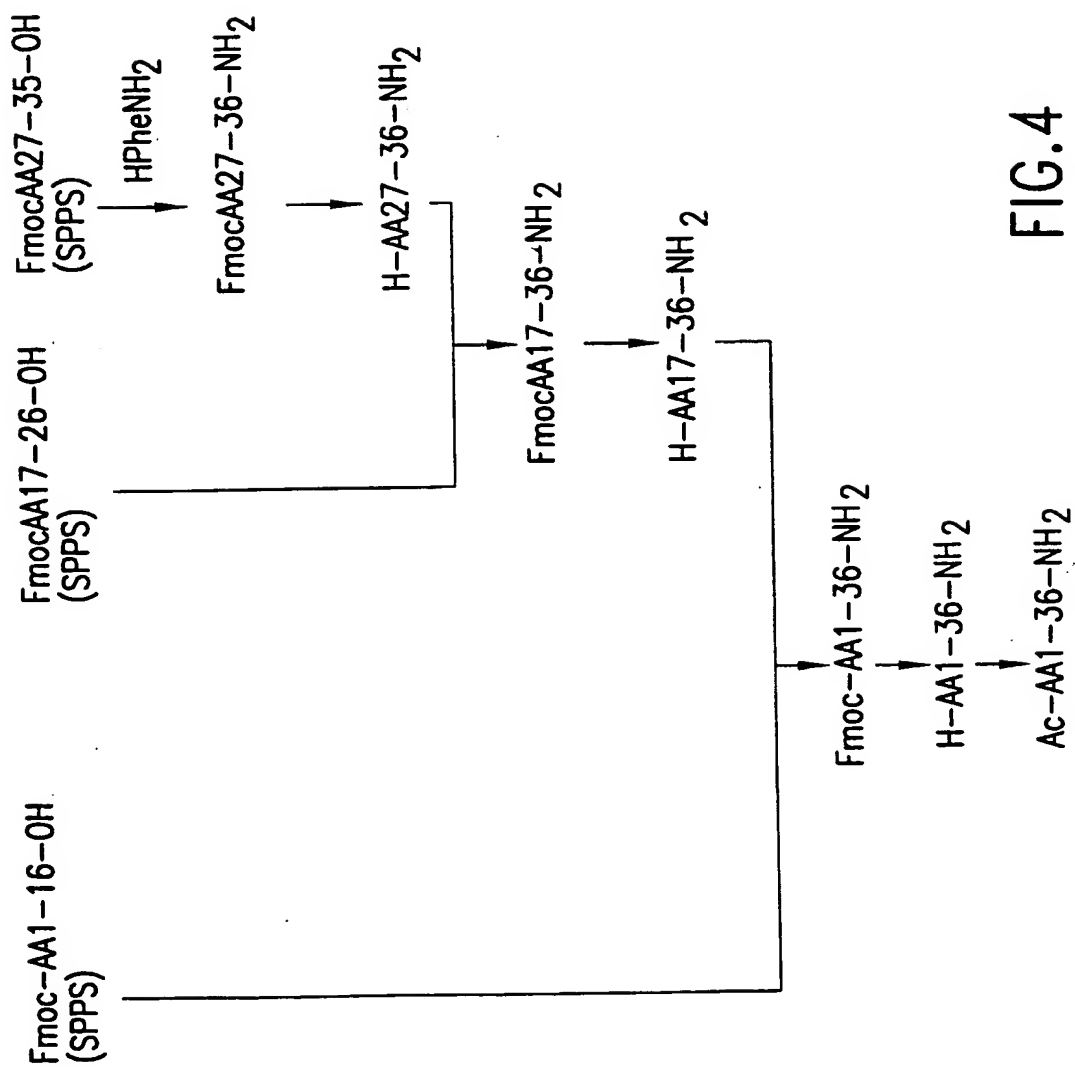 Fmoc-AA1-16-OH
(SPPS)
FmocAA17-26-OH
(SPPS)
FmocAA27-35-OH
(SPPS)
HPheNH2
FmocAA27-36-NH2
H-AA27-36-NH2
FmocAA17-36-NH2
H-AA17-36-NH2
Fmoc-AA1-36-NH2
H-AA1-36-NH2
Ac-AA1-36-NH2
FIG.4